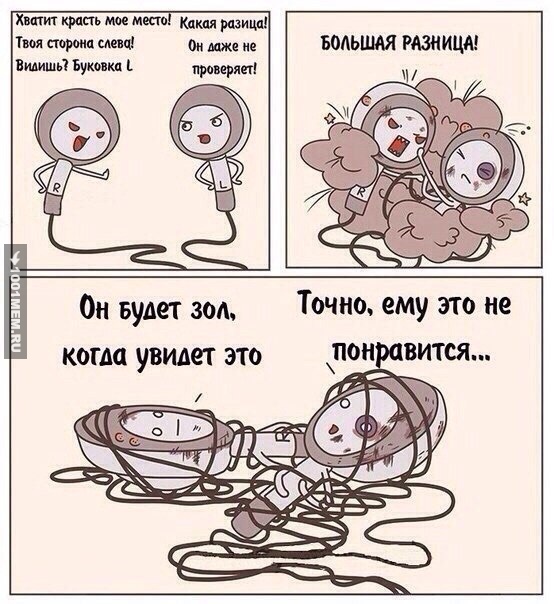 Хватит красть мое место!
Твоя сторона слева!
Видишь? Буковка L
Какая разица!
Он даже не
проверяет!
R
L
БОЛЬШАЯ РАЗНИЦА!
R
Он будет зол,
когда увидет это
Точно, ему это не
понравится...
R
1001MEM.RU